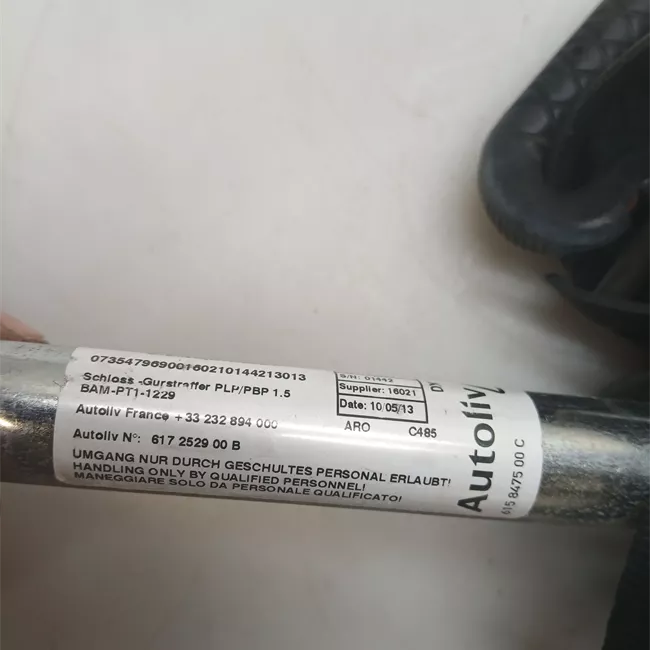 07354796900160210144213013
Schloss -Gurstraffer PLP/PBP 1.5
BAM-PT1-1229
Autoliv France +33 232 894 000
Autoliv N°: 617 2529 00 B
UMGANG NUR DURCH GESCHULTES PERSONAL ERLAUBT!
HANDLING ONLY BY QUALIFIED PERSONNEL!
MANEGGIARE SOLO DA PERSONALE QUALIFICATO!
S/N: 01442
Supplier: 16021
Date: 10/05/13
ARO C485
Autoliv
615 8475 00 C